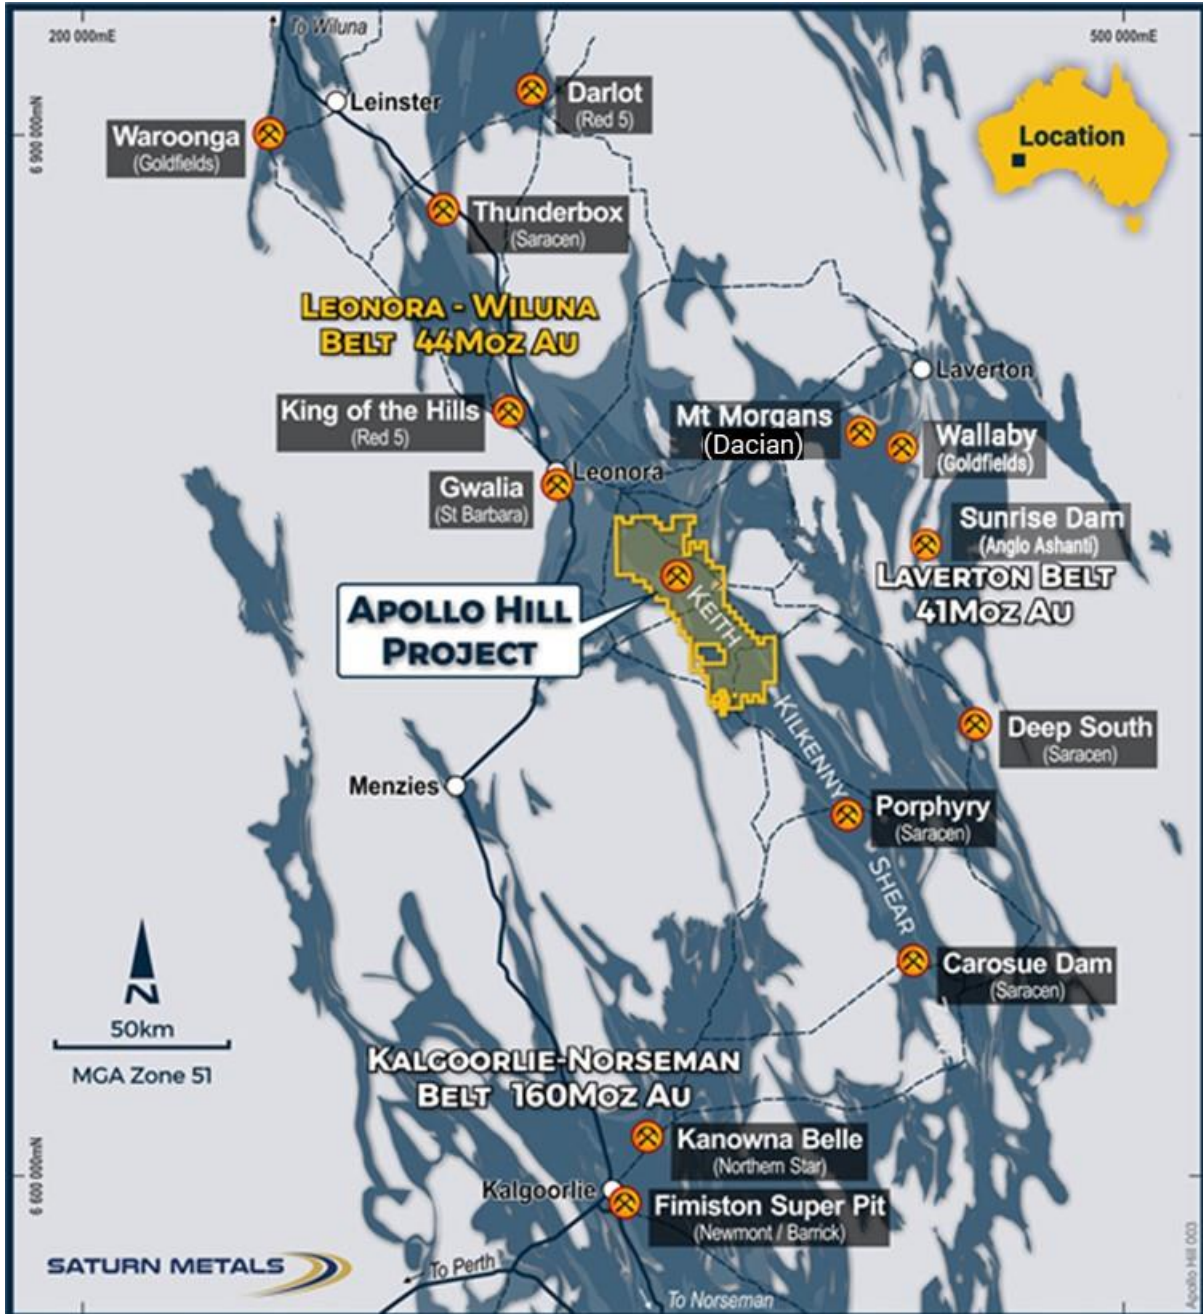 200 000mE
To Wiluna
500 000mE
6 900 000mN
Leinster
Darlot
(Red 5)
Waroonga
(Goldfields)
Location
Thunderbox
(Saracen)
LEONORA - WILUNA
BELT 44MOZ AU
Laverton
King of the Hills
(Red 5)
Mt Morgans
(Dacian)
Wallaby
(Goldfields)
Leonora
Gwalia
(St Barbara)
Sunrise Dam
(Anglo Ashanti)
LAVERTON BELT
41MOZ AU
APOLLO HILL
PROJECT
KEITH
KILKENNY
SHEAR
Deep South
(Saracen)
Menzies
Porphyry
(Saracen)
Carosue Dam
(Saracen)
N
50km
MGA Zone 51
KALGOORLIE-NORSEMAN
BELT 160MOZ AU
Kanowna Belle
(Northern Star)
6 600 000mN
Kalgoorlie
Fimiston Super Pit
(Newmont / Barrick)
SATURN METALS
To Perth
To Norseman
Apollo Hill 003